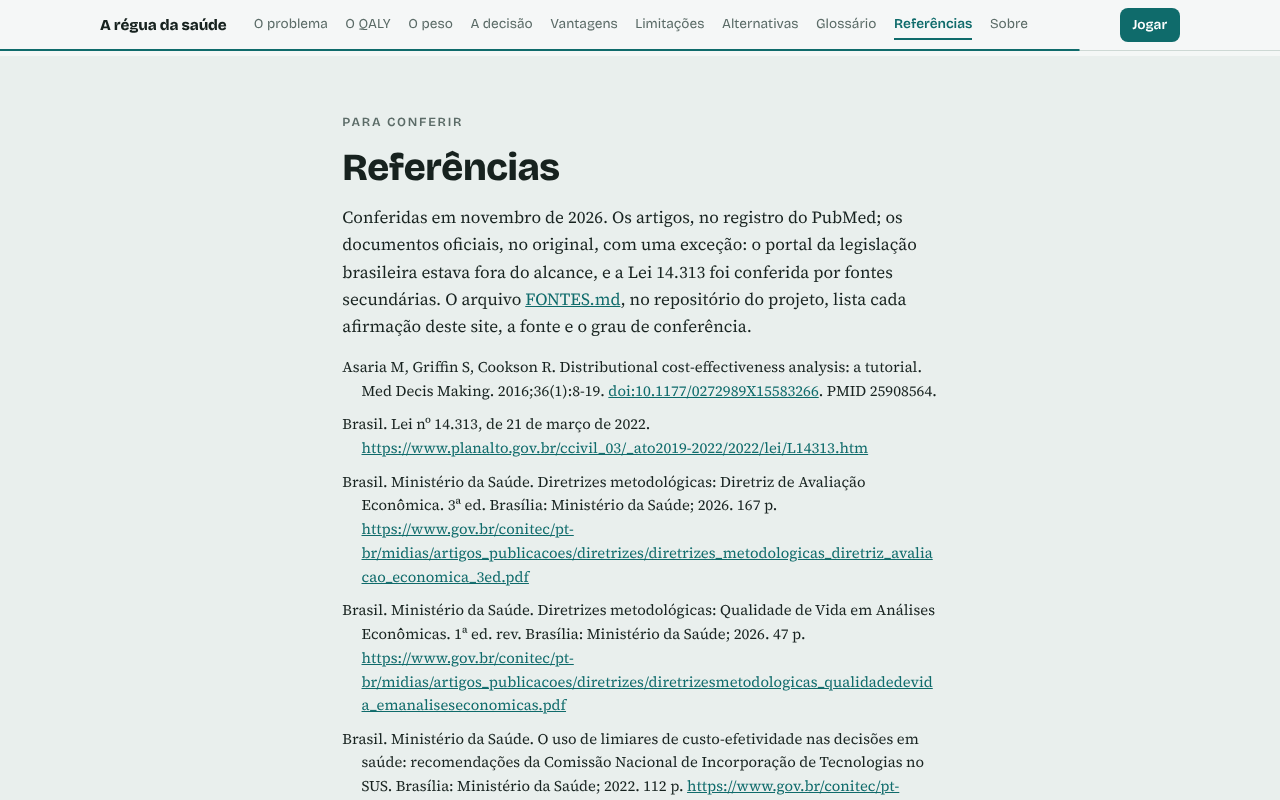 A régua da saúde
O problema
O QALY
O peso
A decisão
Vantagens
Limitações
Alternativas
Glossário
Referências
Sobre
Jogar
PARA CONFERIR
Referências
Conferidas em novembro de 2026. Os artigos, no registro do PubMed; os
documentos oficiais, no original, com uma exceção: o portal da legislação
brasileira estava fora do alcance, e a Lei 14.313 foi conferida por fontes
secundárias. O arquivo FONTES.md, no repositório do projeto, lista cada
afirmação deste site, a fonte e o grau de conferência.
Asaria M, Griffin S, Cookson R. Distributional cost-effectiveness analysis: a tutorial.
Med Decis Making. 2016;36(1):8-19. doi:10.1177/0272989X15583266. PMID 25908564.
Brasil. Lei nº 14.313, de 21 de março de 2022.
https://www.planalto.gov.br/ccivil_03/_ato2019-2022/2022/lei/L14313.htm
Brasil. Ministério da Saúde. Diretrizes metodológicas: Diretriz de Avaliação
Econômica. 3ª ed. Brasília: Ministério da Saúde; 2026. 167 p.
https://www.gov.br/conitec/pt-
br/midias/artigos_publicacoes/diretrizes/diretrizes_metodologicas_diretriz_avalia
cao_economica_3ed.pdf
Brasil. Ministério da Saúde. Diretrizes metodológicas: Qualidade de Vida em Análises
Econômicas. 1ª ed. rev. Brasília: Ministério da Saúde; 2026. 47 p.
https://www.gov.br/conitec/pt-
br/midias/artigos_publicacoes/diretrizes/diretrizesmetodologicas_qualidadedevid
a_emanaliseseconomicas.pdf
Brasil. Ministério da Saúde. O uso de limiares de custo-efetividade nas decisões em
saúde: recomendações da Comissão Nacional de Incorporação de Tecnologias no
SUS. Brasília: Ministério da Saúde; 2022. 112 p. https://www.gov.br/conitec/pt-